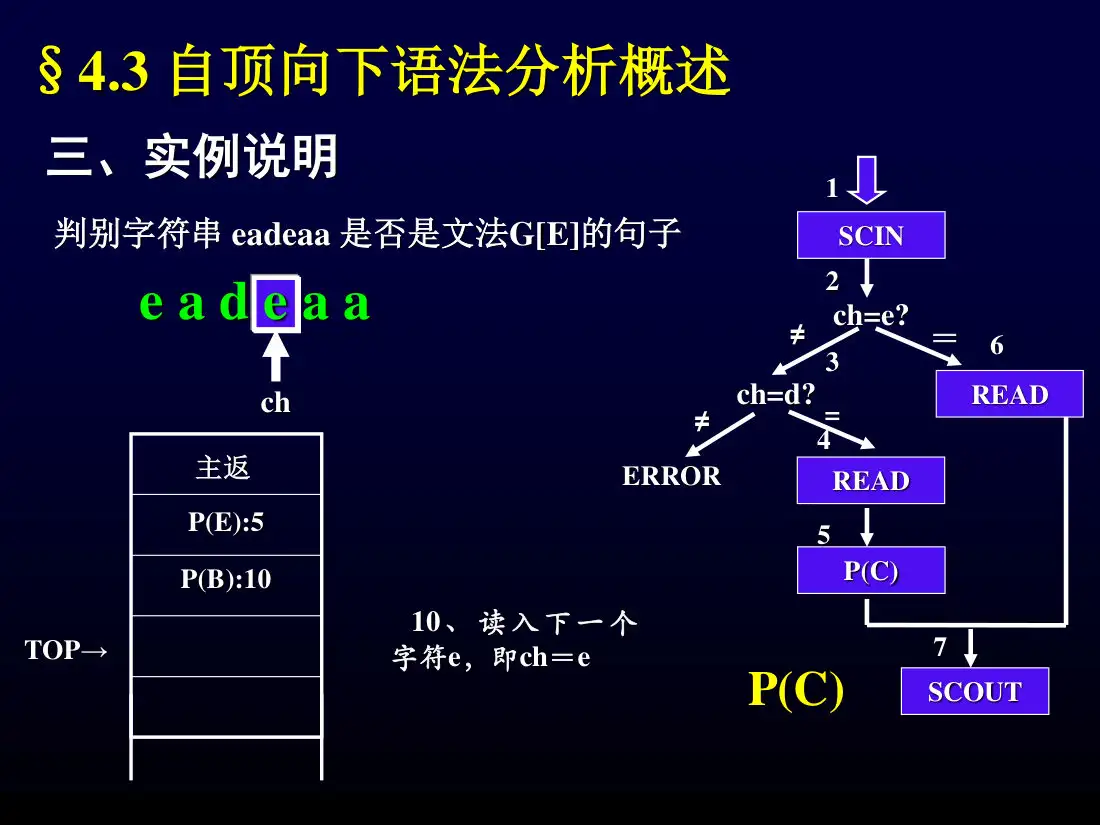 §4.3 自顶向下语法分析概述
三、实例说明
判别字符串 eadeaa 是否是文法G[E]的句子
e a d e a a
ch
主返
P(E):5
P(B):10
TOP→
10、读入下一个
字符e，即ch＝e
1
SCIN
2
ch=e?
≠
＝
6
3
READ
ch=d?
≠
=
4
ERROR
READ
5
P(C)
7
P(C)
SCOUT